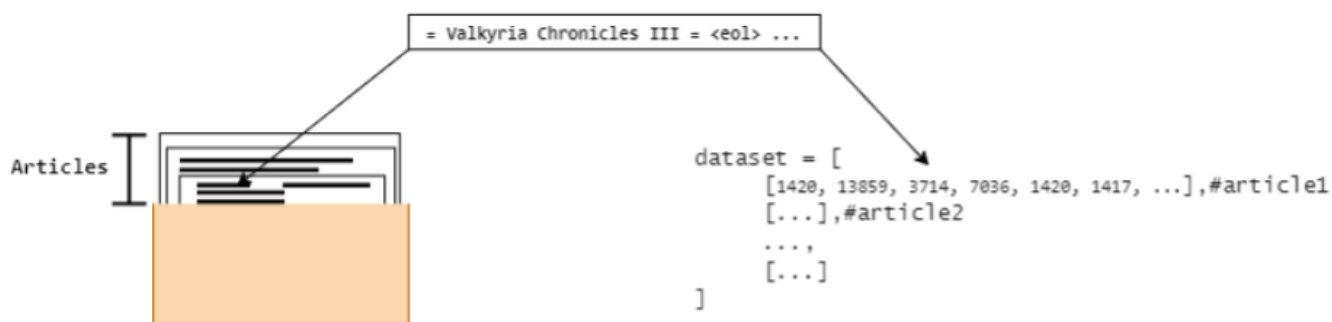 = Valkyria Chronicles III = <eol> ...
Articles
dataset = [
[1420, 13859, 3714, 7036, 1420, 1417, ...],#article1
[...],#article2
...,
[...]
]